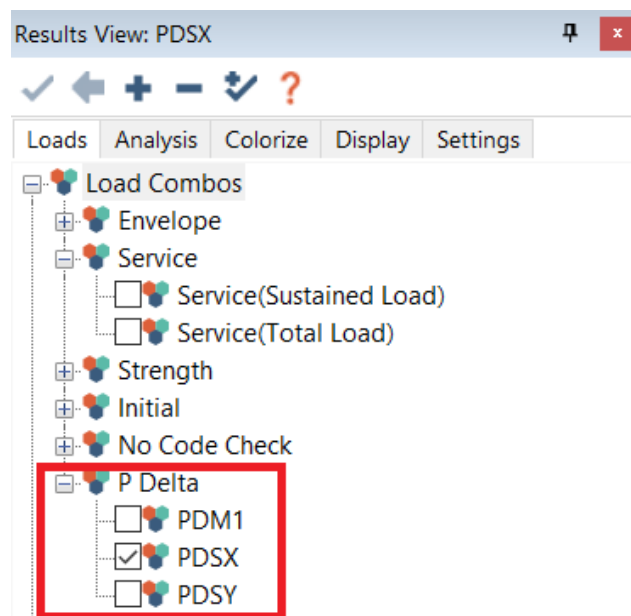 Results View: PDSX
Loads Analysis Colorize Display Settings
Load Combos
Envelope
Service
Service(Sustained Load)
Service(Total Load)
Strength
Initial
No Code Check
P Delta
PDM1
PDSX
PDSY